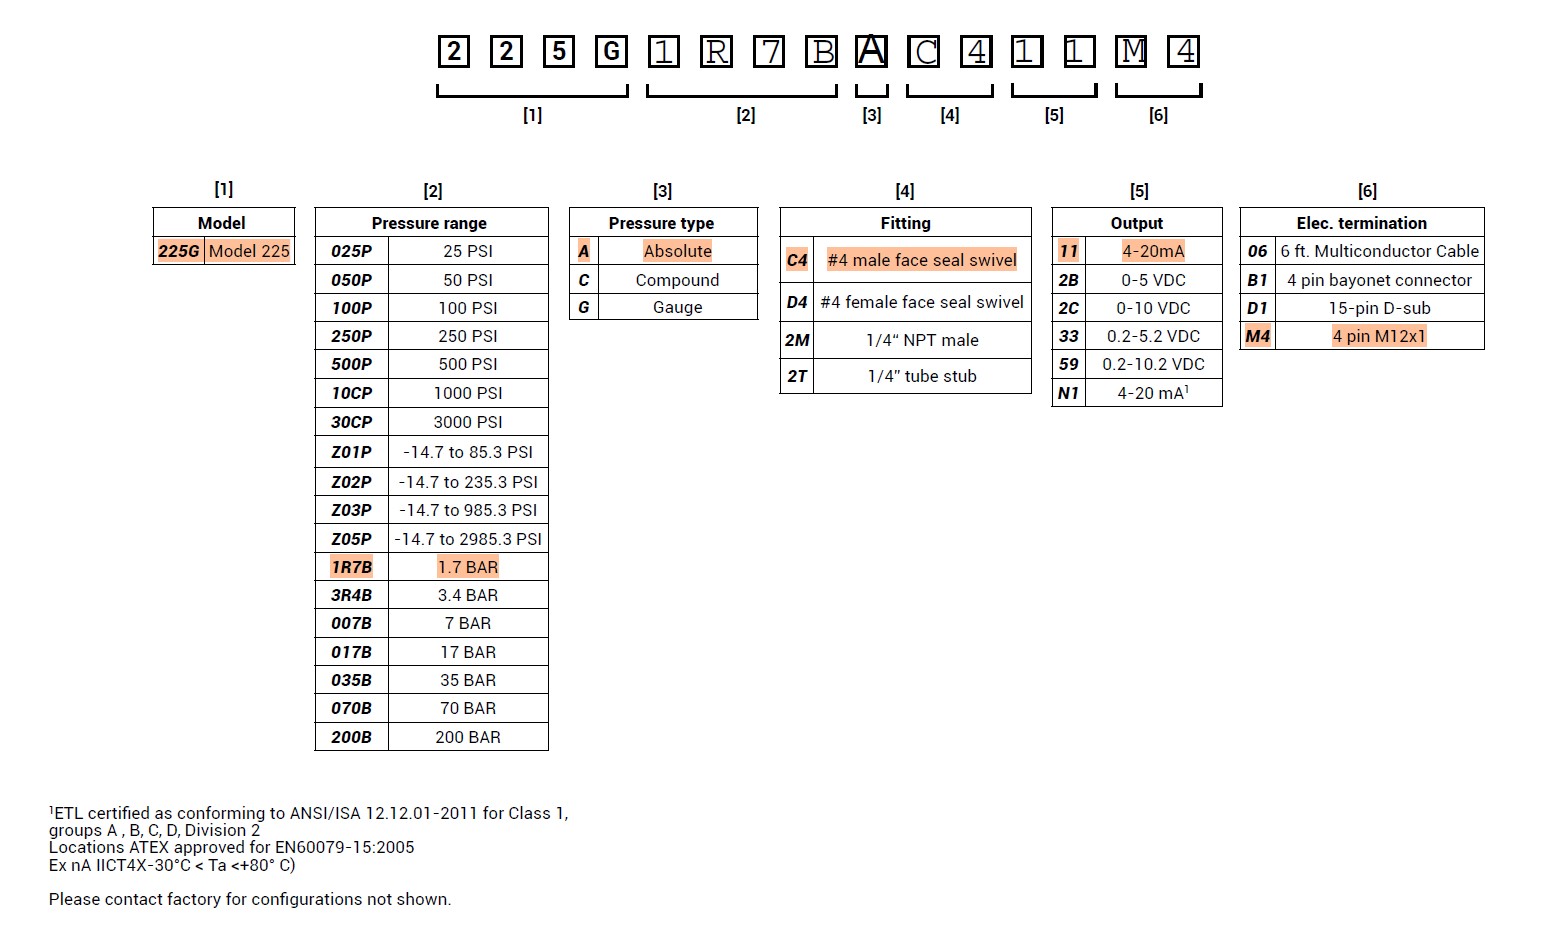 2 2 5 G 1 R 7 B A C 4 1 1 M 4
[1] [2] [3] [4] [5] [6]
[1]
Model
225G Model 225
[2]
Pressure range
025P 25 PSI
050P 50 PSI
100P 100 PSI
250P 250 PSI
500P 500 PSI
10CP 1000 PSI
30CP 3000 PSI
Z01P -14.7 to 85.3 PSI
Z02P -14.7 to 235.3 PSI
Z03P -14.7 to 985.3 PSI
Z05P -14.7 to 2985.3 PSI
1R7B 1.7 BAR
3R4B 3.4 BAR
007B 7 BAR
017B 17 BAR
035B 35 BAR
070B 70 BAR
200B 200 BAR
[3]
Pressure type
A Absolute
C Compound
G Gauge
[4]
Fitting
C4 #4 male face seal swivel
D4 #4 female face seal swivel
2M 1/4“ NPT male
2T 1/4” tube stub
[5]
Output
11 4-20mA
2B 0-5 VDC
2C 0-10 VDC
33 0.2-5.2 VDC
59 0.2-10.2 VDC
N1 4-20 mA¹
[6]
Elec. termination
06 6 ft. Multiconductor Cable
B1 4 pin bayonet connector
D1 15-pin D-sub
M4 4 pin M12x1
¹ETL certified as conforming to ANSI/ISA 12.12.01-2011 for Class 1,
groups A , B, C, D, Division 2
Locations ATEX approved for EN60079-15:2005
Ex nA IICT4X-30°C < Ta <+80° C)
Please contact factory for configurations not shown.